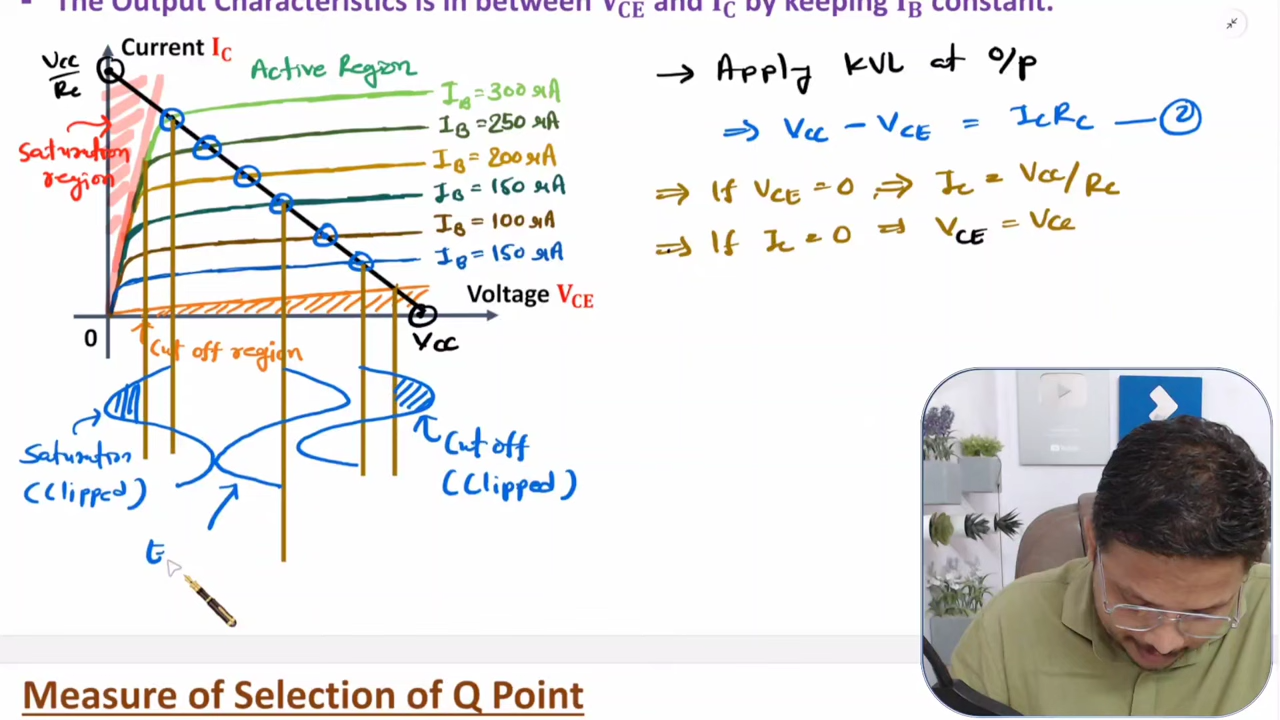 ▪ The Output Characteristics is in between VCE and IC by keeping IB constant.
Current IC
Vcc/Rc
Active Region
IB = 300 µA
IB = 250 µA
IB = 200 µA
IB = 150 µA
IB = 100 µA
IB = 150 µA
Saturation
region
Voltage VCE
0
Vcc
Cut off region
Saturation
(Clipped)
Cut off
(Clipped)
E
→ Apply KVL at o/p
⇒ Vcc – VCE = IcRc — ②
⇒ If VCE = 0 ⇒ Ic = Vcc/Rc
⇒ If Ic = 0 ⇒ VCE = Vcc
Measure of Selection of Q Point